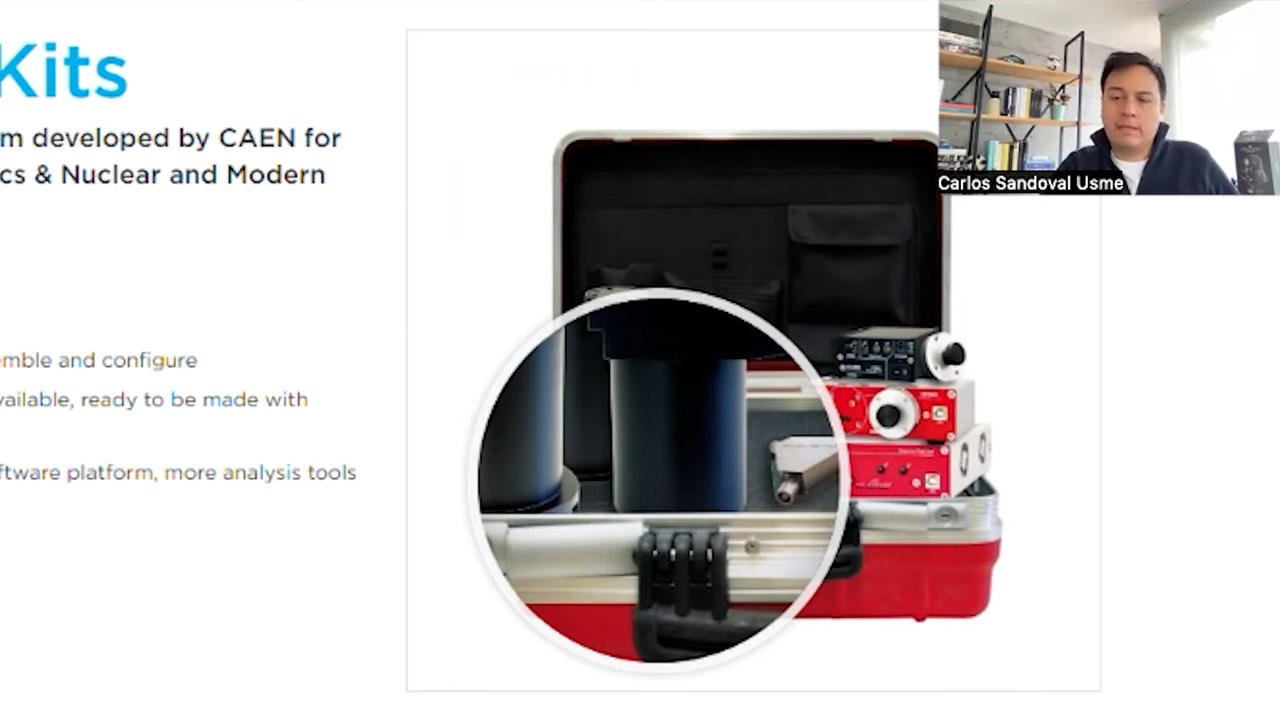 Kits
m developed by CAEN for
cs & Nuclear and Modern
emble and configure
vailable, ready to be made with
ftware platform, more analysis tools
Carlos Sandoval Usme